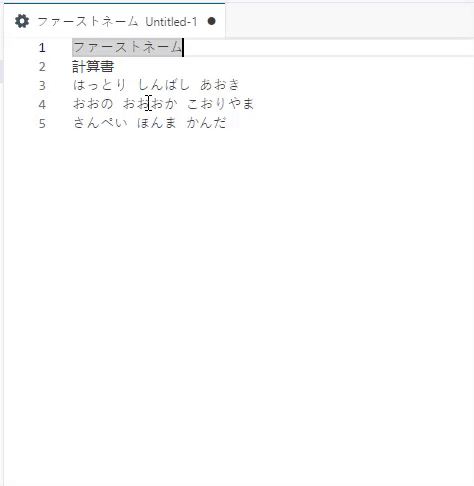 ファーストネーム Untitled-1
1 ファーストネーム
2 計算書
3 はっとり しんばし あおき
4 おおの おおおか こおりやま
5 さんぺい ほんま かんだ